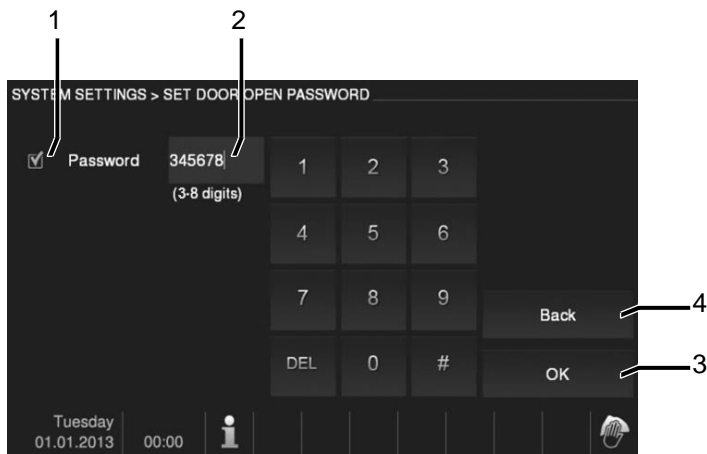 1 2
SYSTEM SETTINGS > SET DOOR OPEN PASSWORD
Password 345678
(3-8 digits)
1 2 3
4 5 6
7 8 9
Back
4
DEL 0 #
OK
3
Tuesday
01.01.2013 00:00